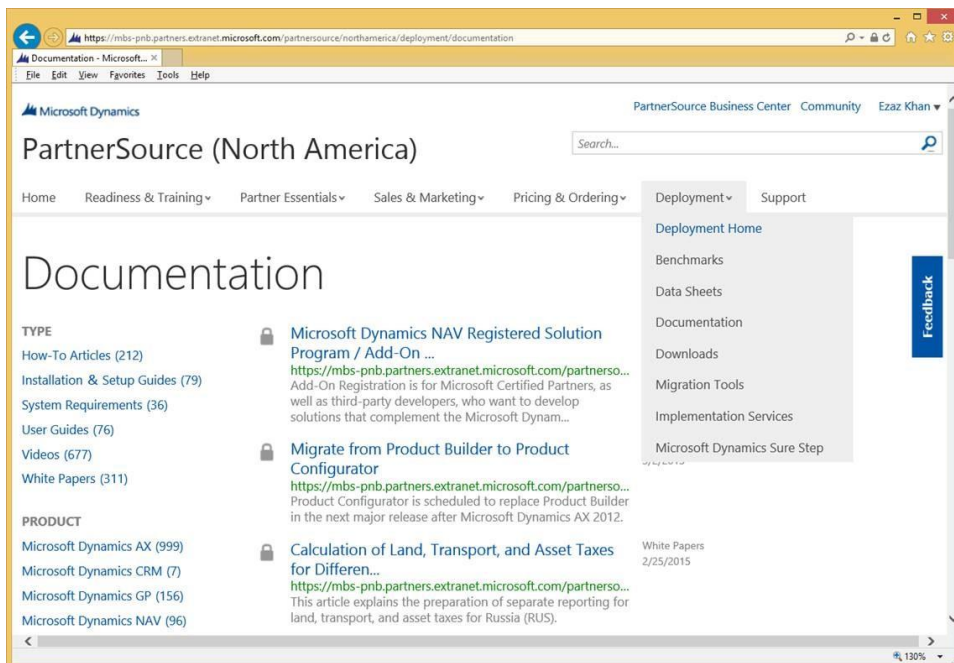 https://mbs-pnb.partners.extranet.microsoft.com/partnersource/northamerica/deployment/documentation
Documentation - Microsoft...
File Edit View Favorites Tools Help
Microsoft Dynamics
PartnerSource Business Center Community Ezaz Khan
PartnerSource (North America)
Search...
Home Readiness & Training Partner Essentials Sales & Marketing Pricing & Ordering Deployment Support
Deployment Home
Benchmarks
Data Sheets
Documentation
Downloads
Migration Tools
Implementation Services
Microsoft Dynamics Sure Step
Feedback
Documentation
TYPE
How-To Articles (212)
Installation & Setup Guides (79)
System Requirements (36)
User Guides (76)
Videos (677)
White Papers (311)
PRODUCT
Microsoft Dynamics AX (999)
Microsoft Dynamics CRM (7)
Microsoft Dynamics GP (156)
Microsoft Dynamics NAV (96)
Microsoft Dynamics NAV Registered Solution
Program / Add-On ...
https://mbs-pnb.partners.extranet.microsoft.com/partnerso...
Add-On Registration is for Microsoft Certified Partners, as
well as third-party developers, who want to develop
solutions that complement the Microsoft Dynam...
Migrate from Product Builder to Product
Configurator
https://mbs-pnb.partners.extranet.microsoft.com/partnerso...
Product Configurator is scheduled to replace Product Builder
in the next major release after Microsoft Dynamics AX 2012.
Calculation of Land, Transport, and Asset Taxes
for Differen...
https://mbs-pnb.partners.extranet.microsoft.com/partnerso...
This article explains the preparation of separate reporting for
land, transport, and asset taxes for Russia (RUS).
White Papers
2/25/2015
130%